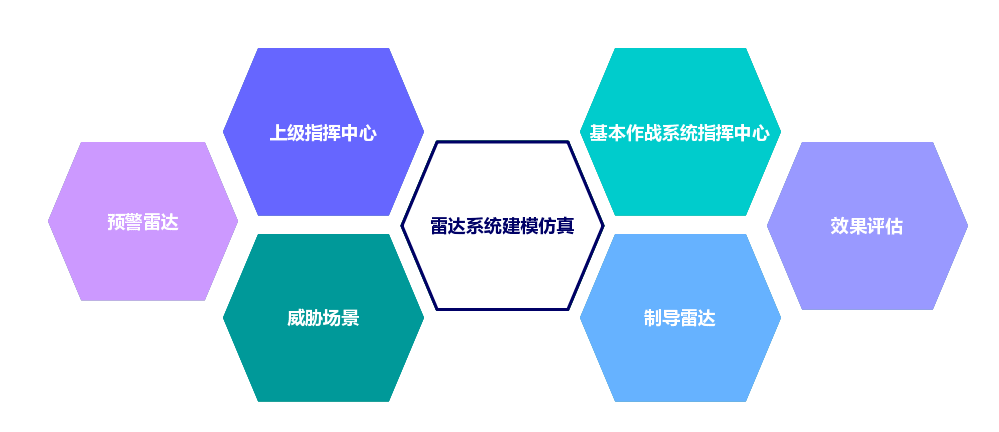 上级指挥中心
基本作战系统指挥中心
预警雷达
雷达系统建模仿真
效果评估
威胁场景
制导雷达